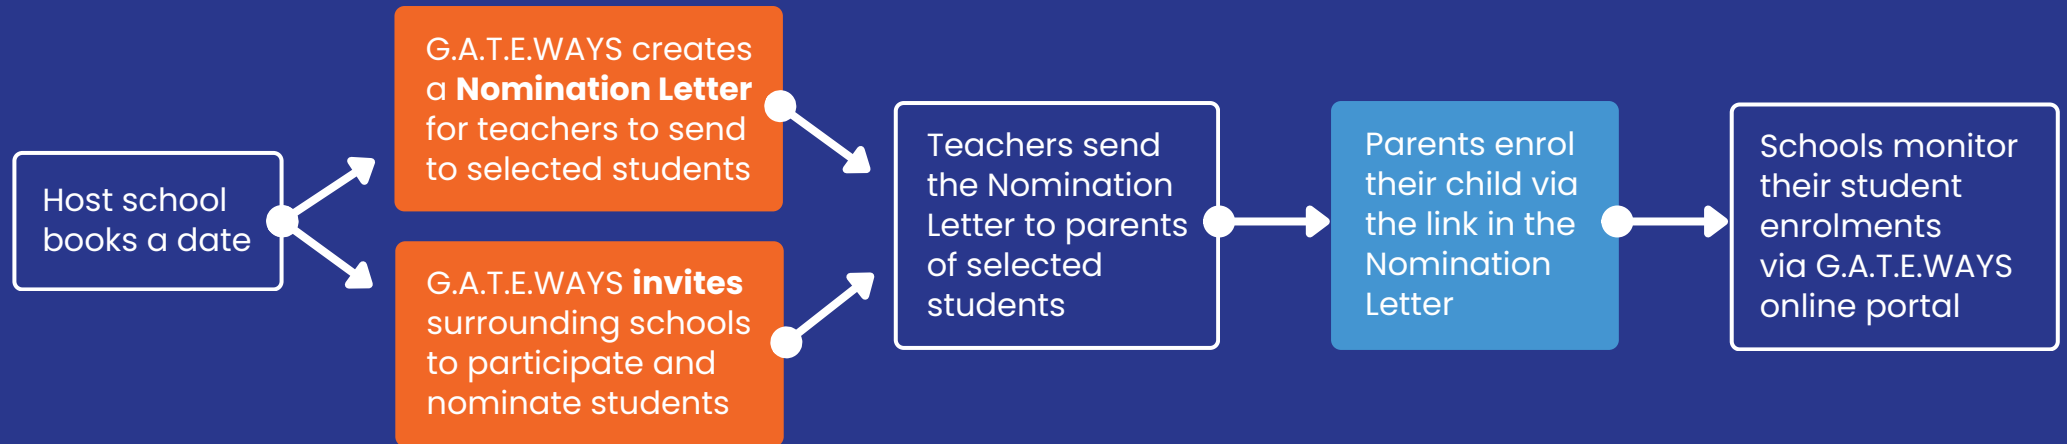 Host school
books a date
G.A.T.E.WAYS creates
a Nomination Letter
for teachers to send
to selected students
G.A.T.E.WAYS invites
surrounding schools
to participate and
nominate students
Teachers send
the Nomination
Letter to parents
of selected
students
Parents enrol
their child via
the link in the
Nomination
Letter
Schools monitor
their student
enrolments
via G.A.T.E.WAYS
online portal